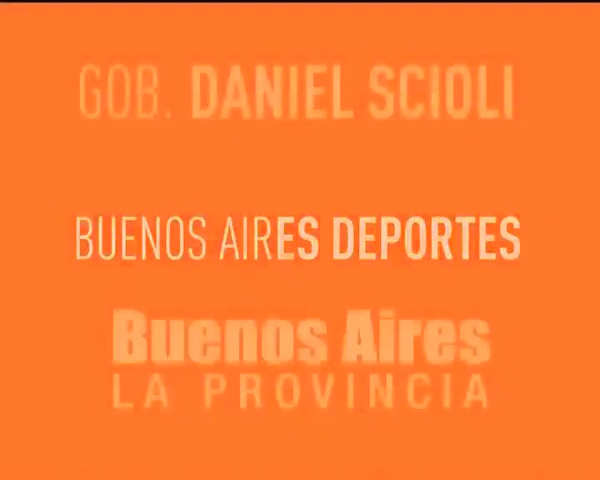 GOB. DANIEL SCIOLI
BUENOS AIRES DEPORTES
Buenos Aires
LA PROVINCIA